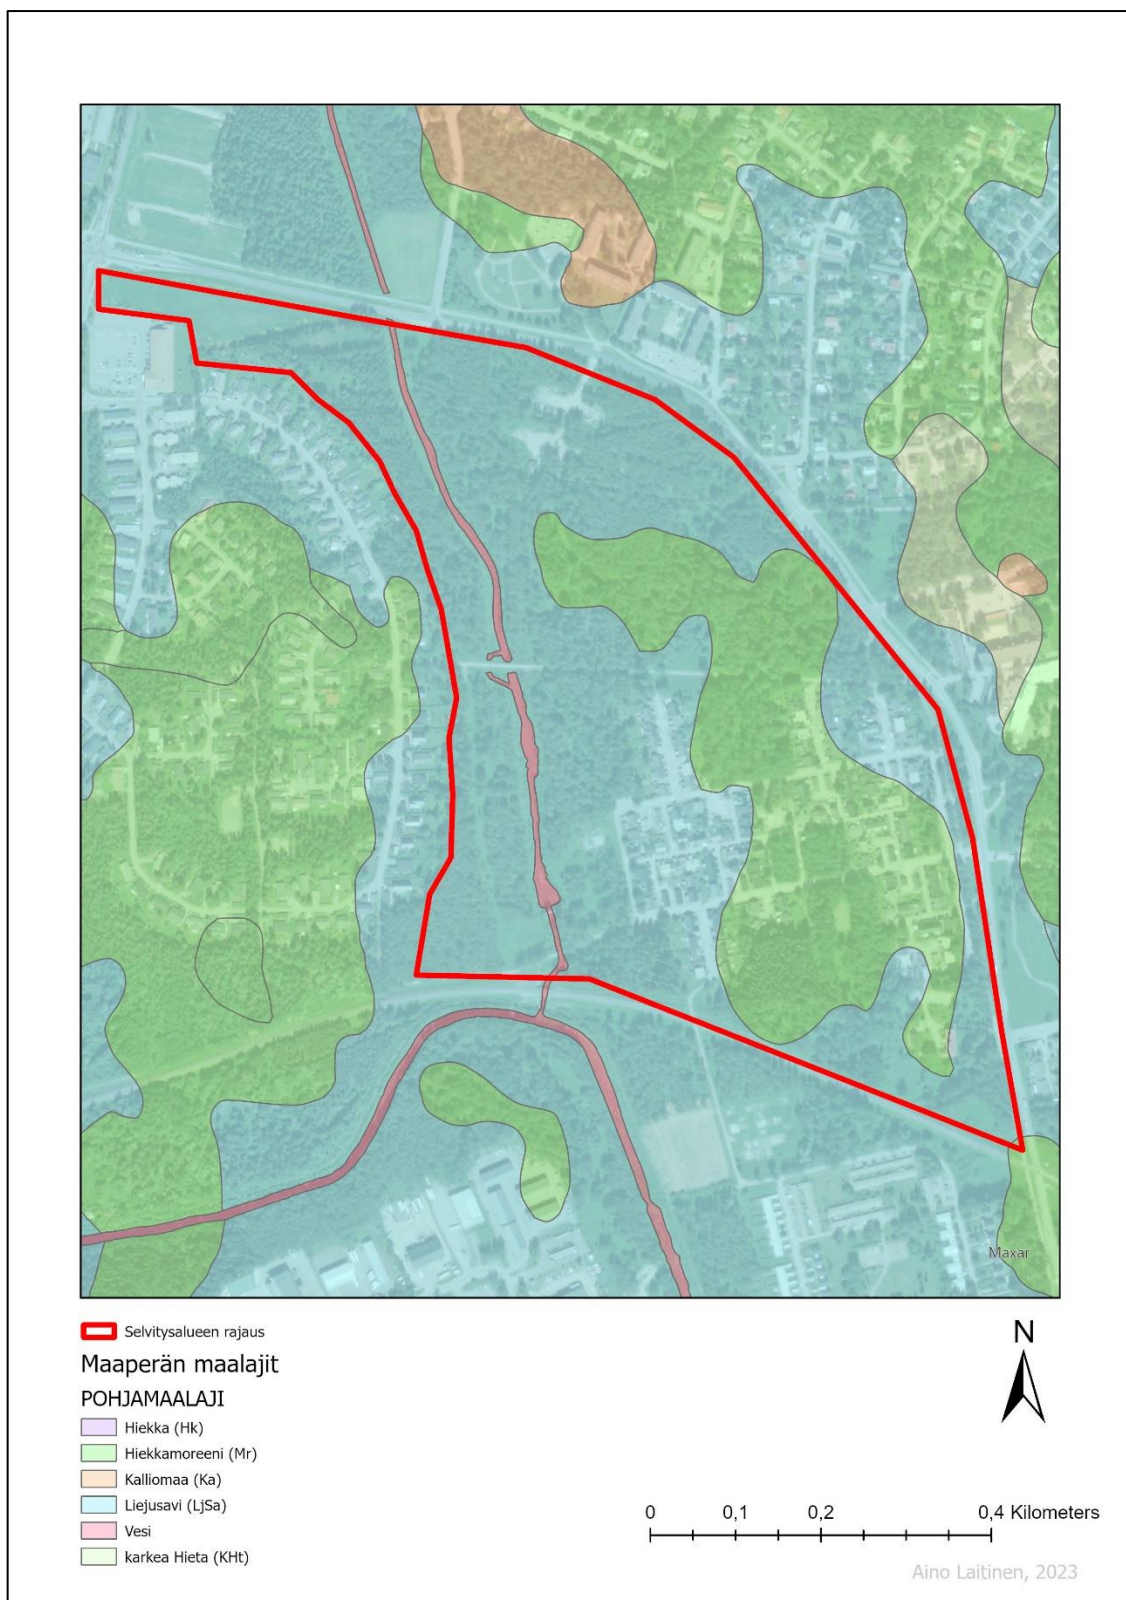 Maxar
Selvitysalueen rajaus
Maaperän maalajit
POHJAMAALAJI
Hiekka (Hk)
Hiekkamoreeni (Mr)
Kalliomaa (Ka)
Liejusavi (LjSa)
Vesi
karkea Hieta (KHt)
N
0 0,1 0,2 0,4 Kilometers
Aino Laitinen, 2023